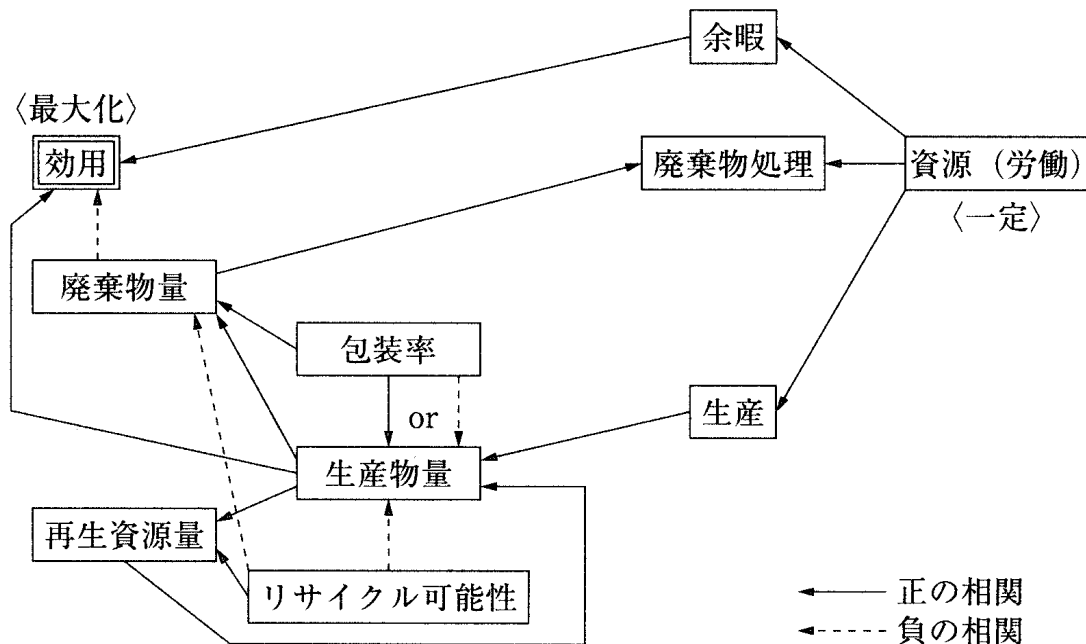 余暇
〈最大化〉
効用
廃棄物処理
資源（労働）
〈一定〉
廃棄物量
包装率
or
生産
生産物量
再生資源量
リサイクル可能性
正の相関
負の相関